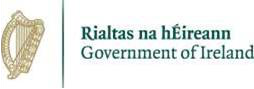 Rialtas na hÉireann
Government of Ireland